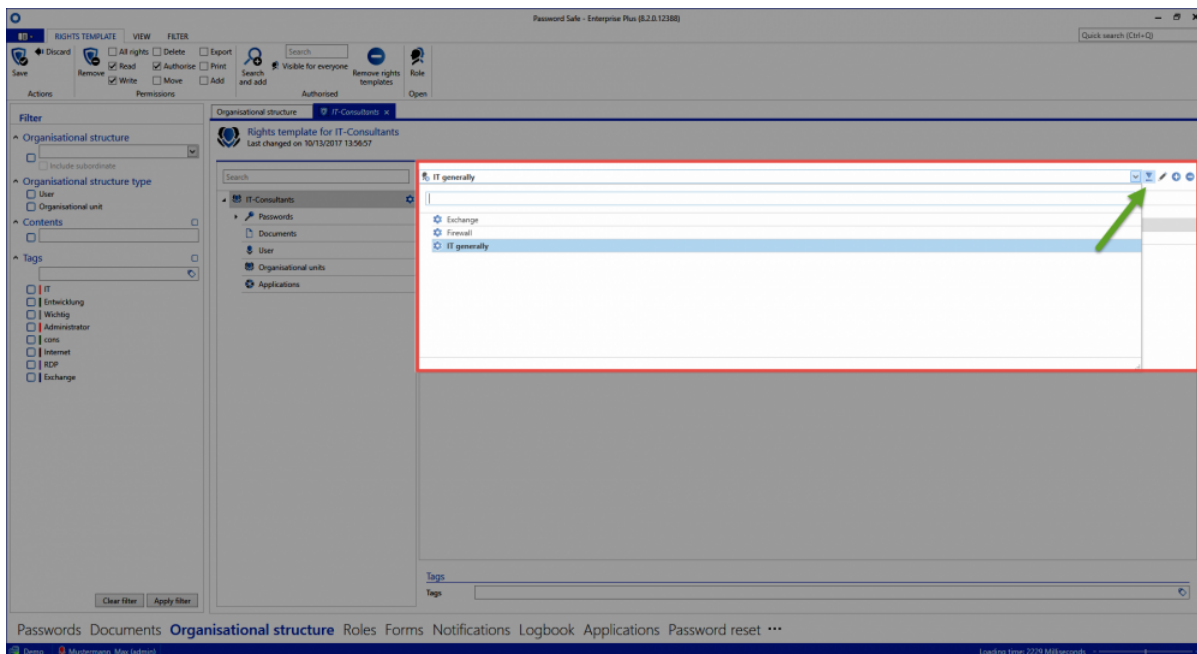 Password Safe - Enterprise Plus (8.2.0.12388)
RIGHTS TEMPLATE VIEW FILTER
Quick search (Ctrl+Q)
Discard All rights Delete Export Search
Read Authorise Print Visible for everyone
Save Remove Write Move Add Search and add Remove rights templates Role
Actions Permissions Authorised Open
Organisational structure IT-Consultants
Filter
Rights template for IT-Consultants
Last changed on 10/13/2017 13:56:57
Organisational structure
Include subordinate
Organisational structure type
User
Organisational unit
Contents
Tags
IT
Entwicklung
Wichtig
Administrator
cons
Internet
RDP
Exchange
Clear filter Apply filter
Search
IT-Consultants
Passwords
Documents
User
Organisational units
Applications
IT generally
Exchange
Firewall
IT generally
Tags
Tags
Passwords Documents Organisational structure Roles Forms Notifications Logbook Applications Password reset ···
Demo Mustermann, Max (admin) Loading time: 2229 Milliseconds